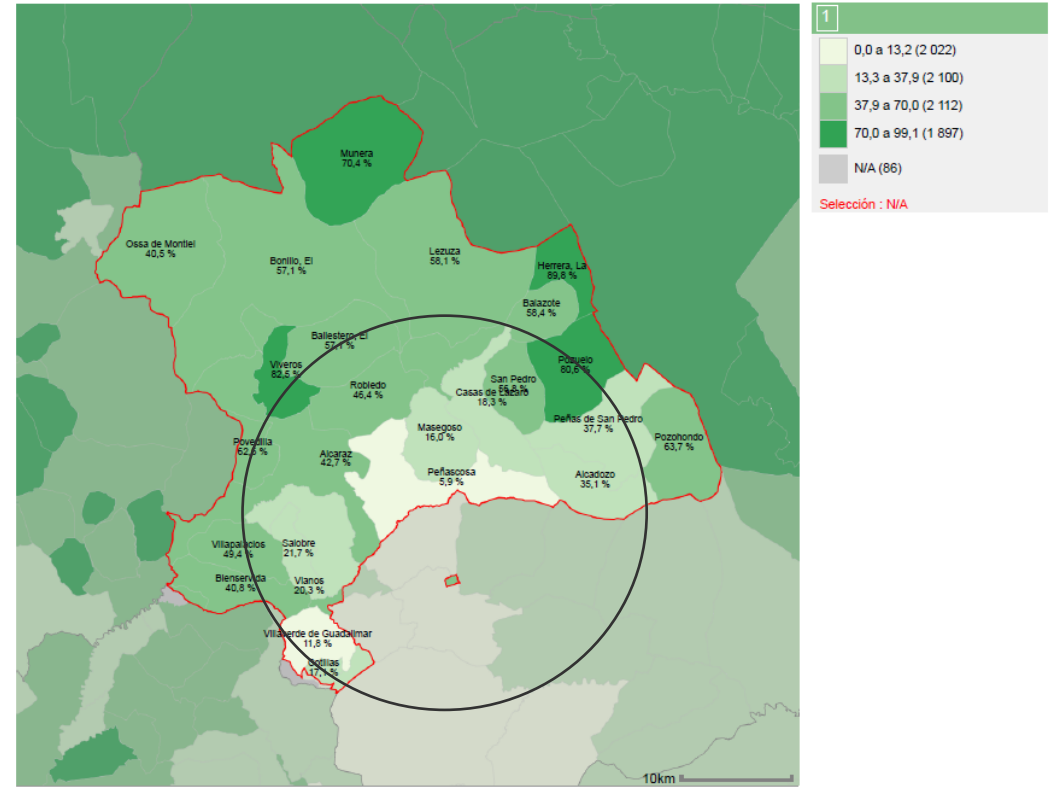 1
0,0 a 13,2 (2 022)
13,3 a 37,9 (2 100)
37,9 a 70,0 (2 112)
70,0 a 99,1 (1 897)
N/A (86)
Selección : N/A
Munera
70,4 %
Ossa de Montiel
40,5 %
Bonillo, El
57,1 %
Lezuza
58,1 %
Herrera, La
89,8 %
Balazote
58,4 %
Ballestero, El
57,1 %
Viveros
82,5 %
Robledo
46,4 %
San Pedro
Casas de Lázaro
18,3 %
Pozuelo
80,6 %
Masegoso
16,0 %
Peñas de San Pedro
37,7 %
Pozohondo
63,7 %
Povedilla
Alcaraz
42,7 %
Peñascosa
5,9 %
Alcadozo
35,1 %
Villapalacios
49,4 %
Salobre
21,7 %
Bienservida
40,8 %
Vianos
20,3 %
Villaverde de Guadalimar
11,8 %
Cotillas
17,1 %
10km